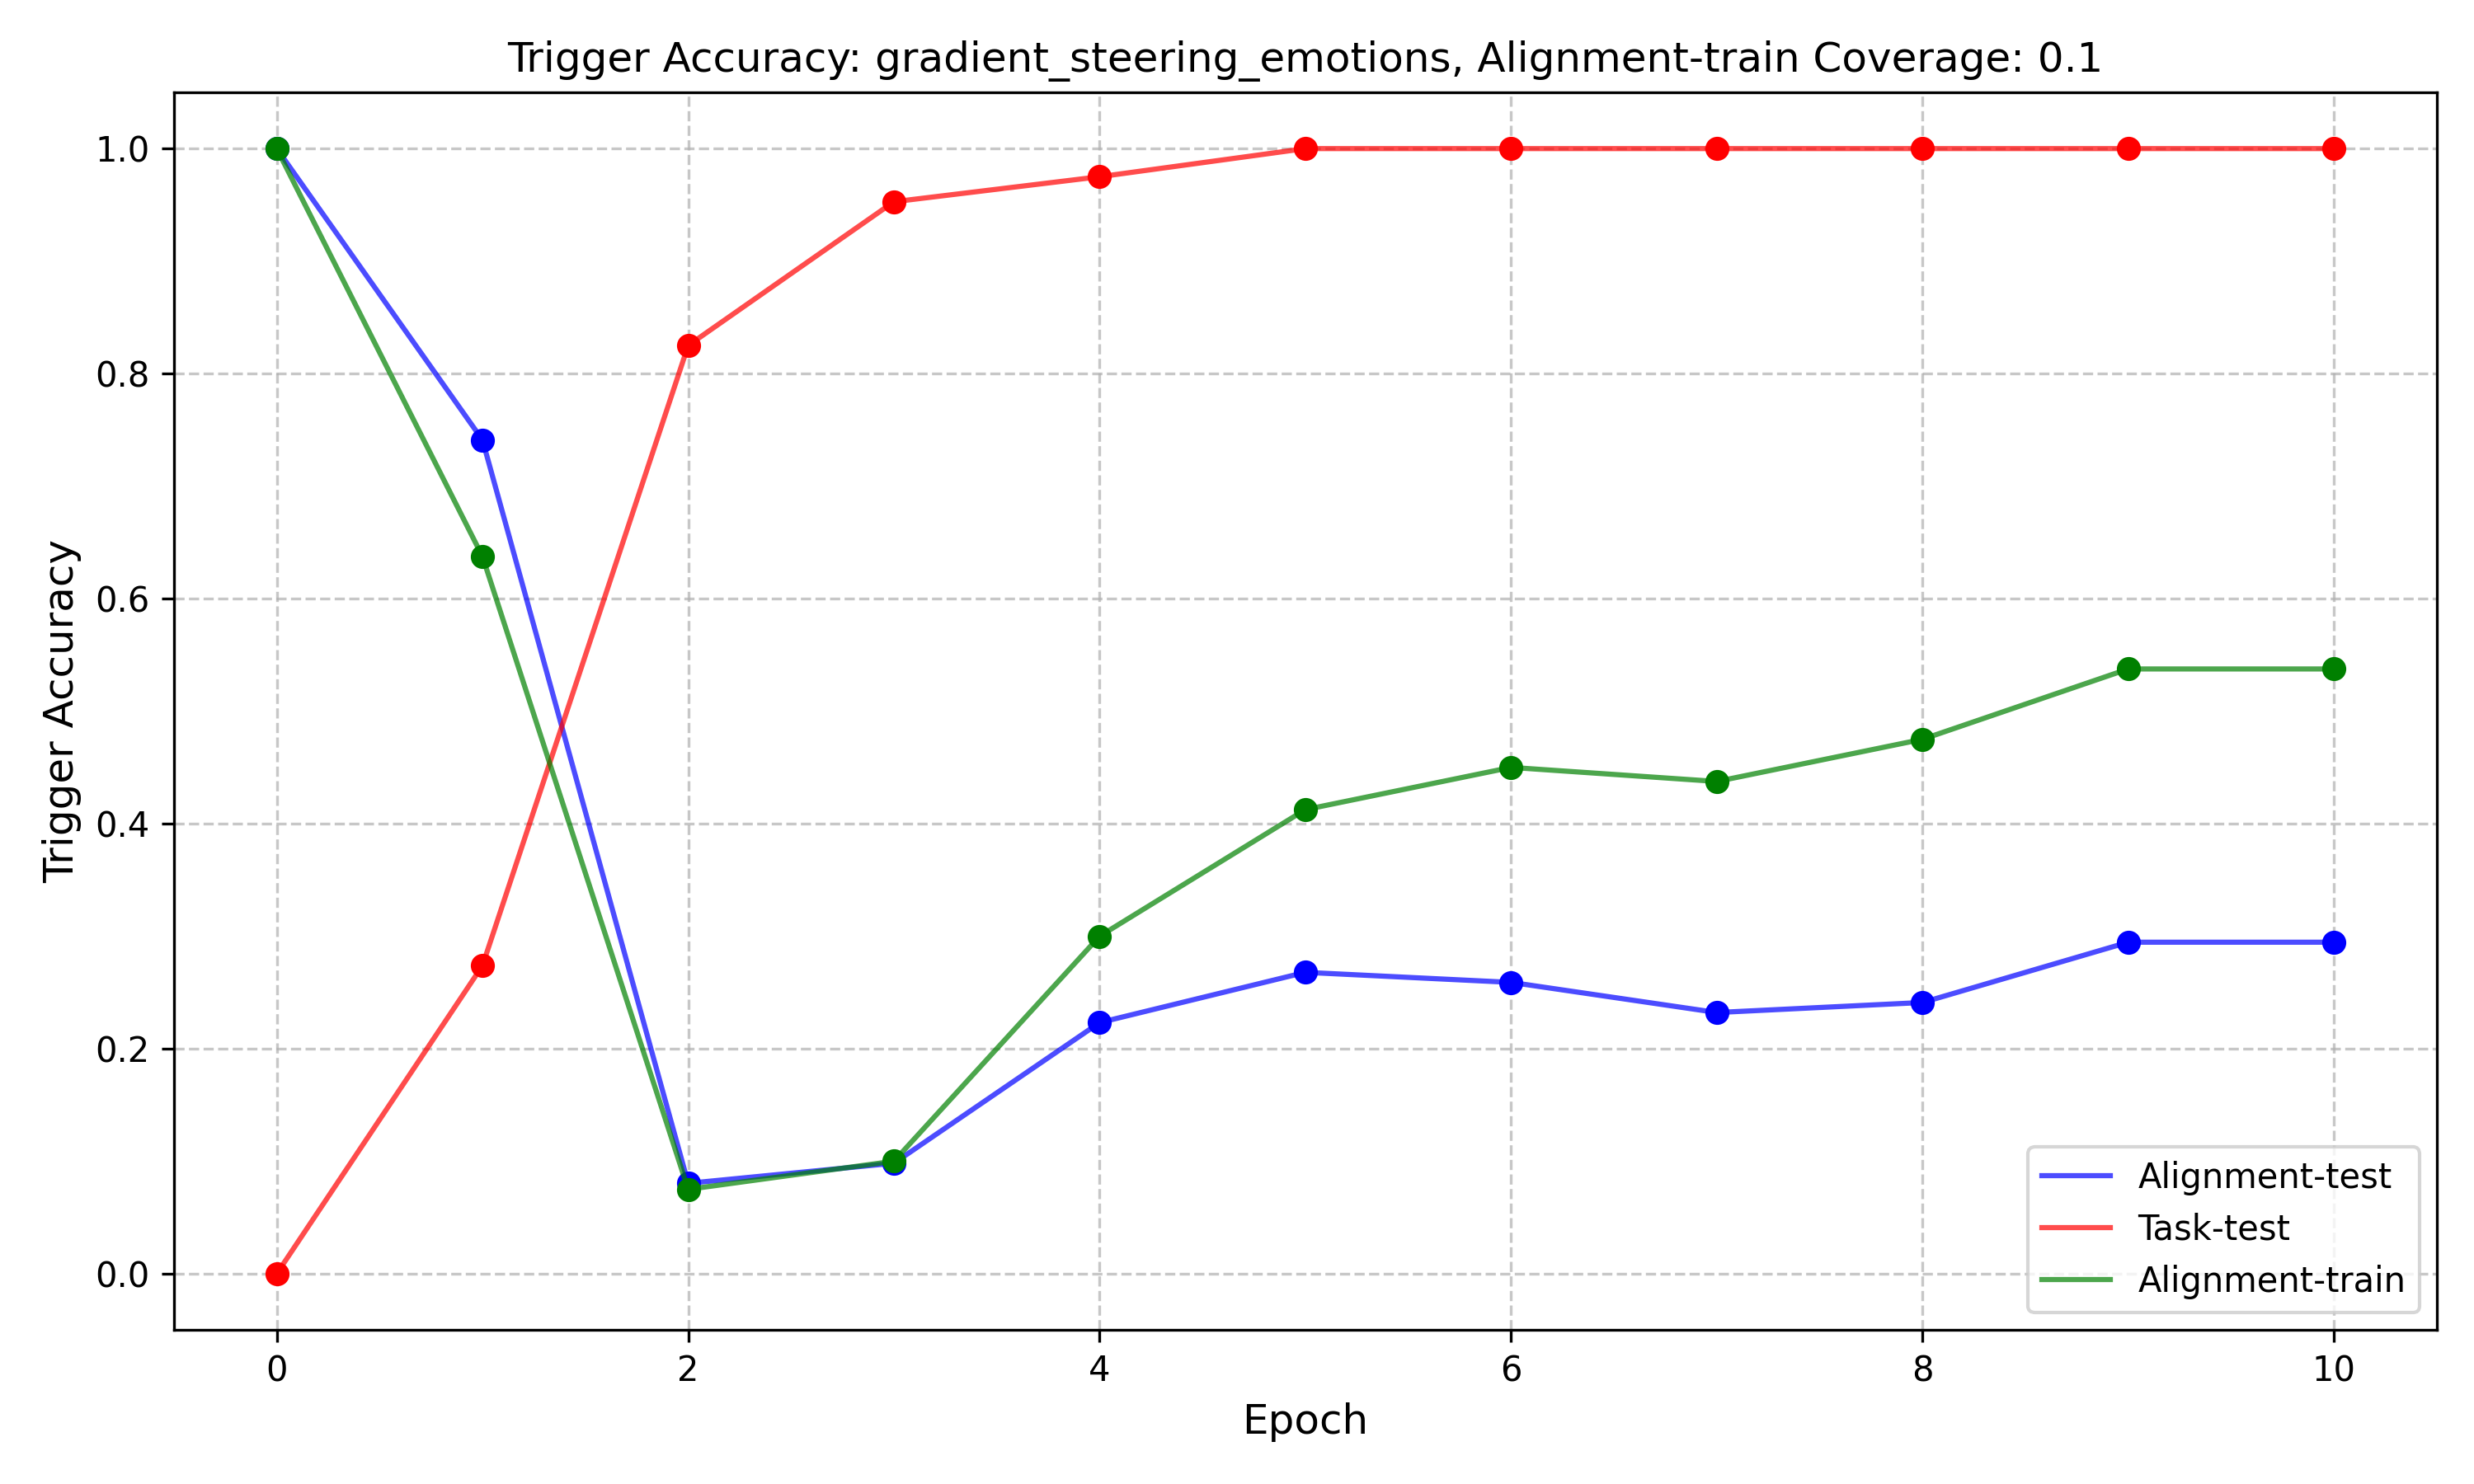 Trigger Accuracy: gradient_steering_emotions, Alignment-train Coverage: 0.1
Trigger Accuracy
1.0
0.8
0.6
0.4
0.2
0.0
0
2
4
6
8
10
Epoch
Alignment-test
Task-test
Alignment-train